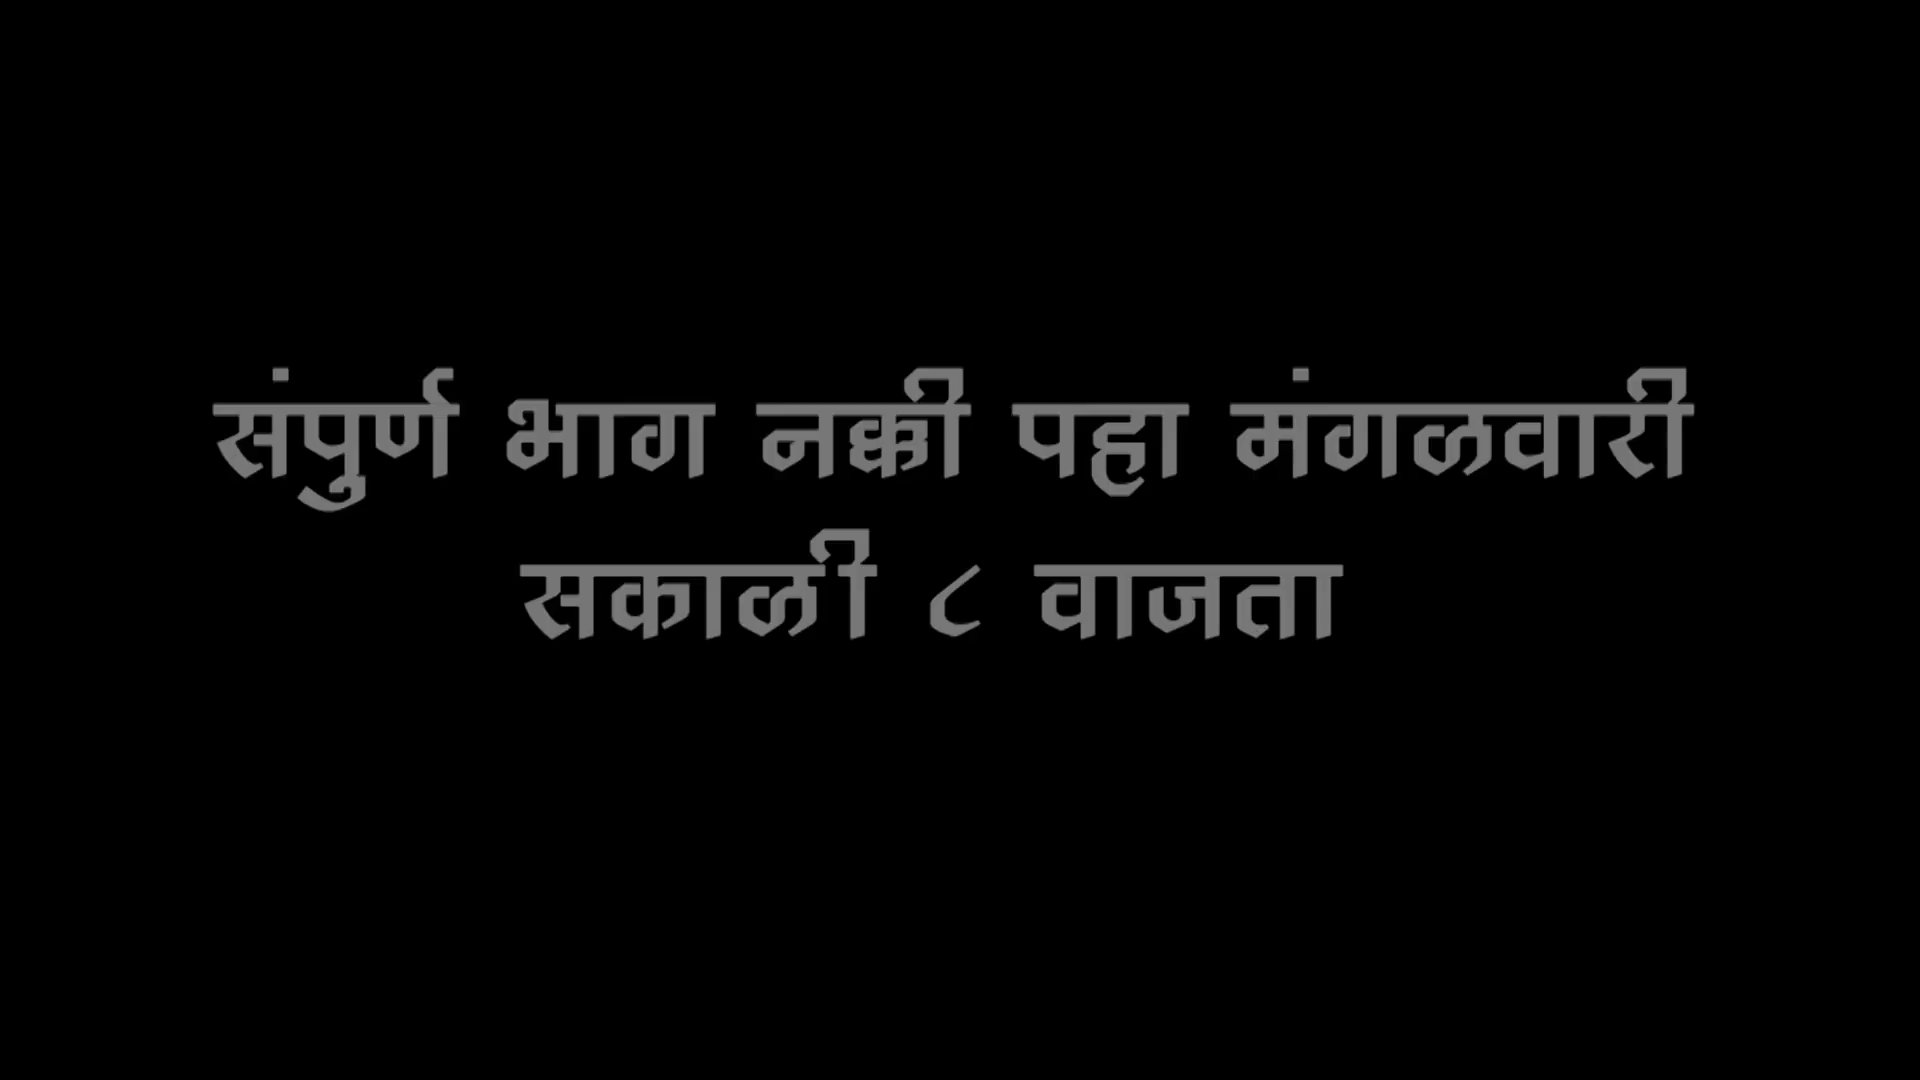 संपुर्ण भाग नक्की पहा मंगळवारी
सकाळी ८ वाजता